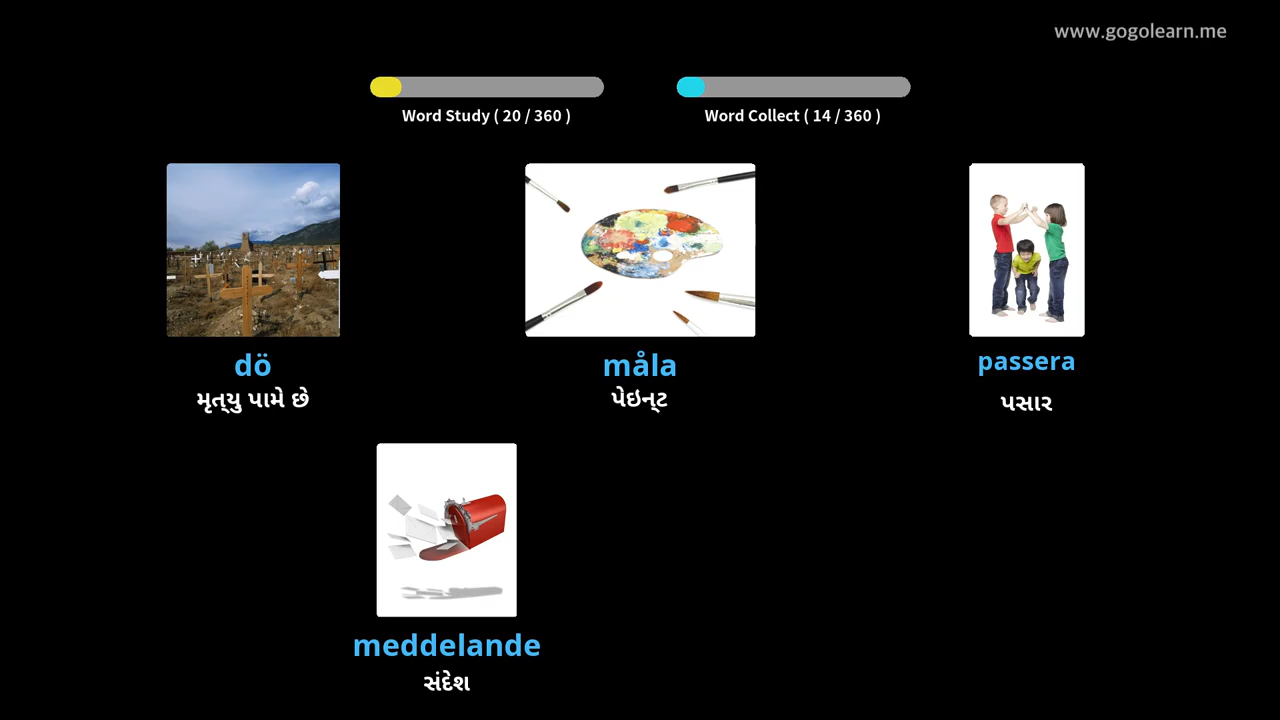 www.gogolearn.me
Word Study ( 20 / 360 )
Word Collect ( 14 / 360 )
dö
måla
passera
મૃત્યુ પામે છે
પેઇન્ટ
પસાર
meddelande
સંદેશ